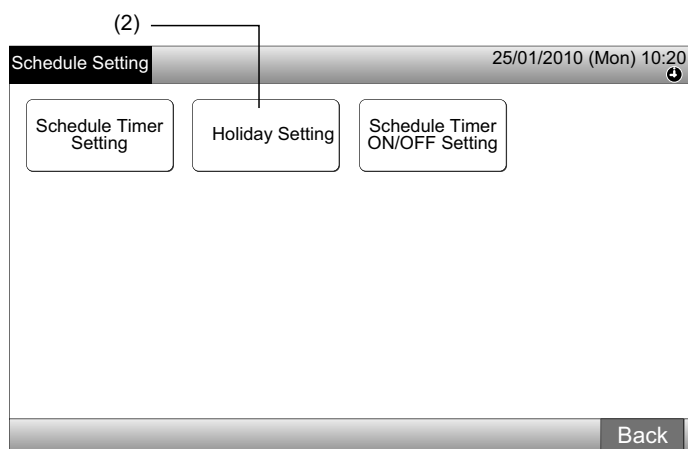 (2)
Schedule Setting
25/01/2010 (Mon) 10:20
Schedule Timer
Setting
Holiday Setting
Schedule Timer
ON/OFF Setting
Back